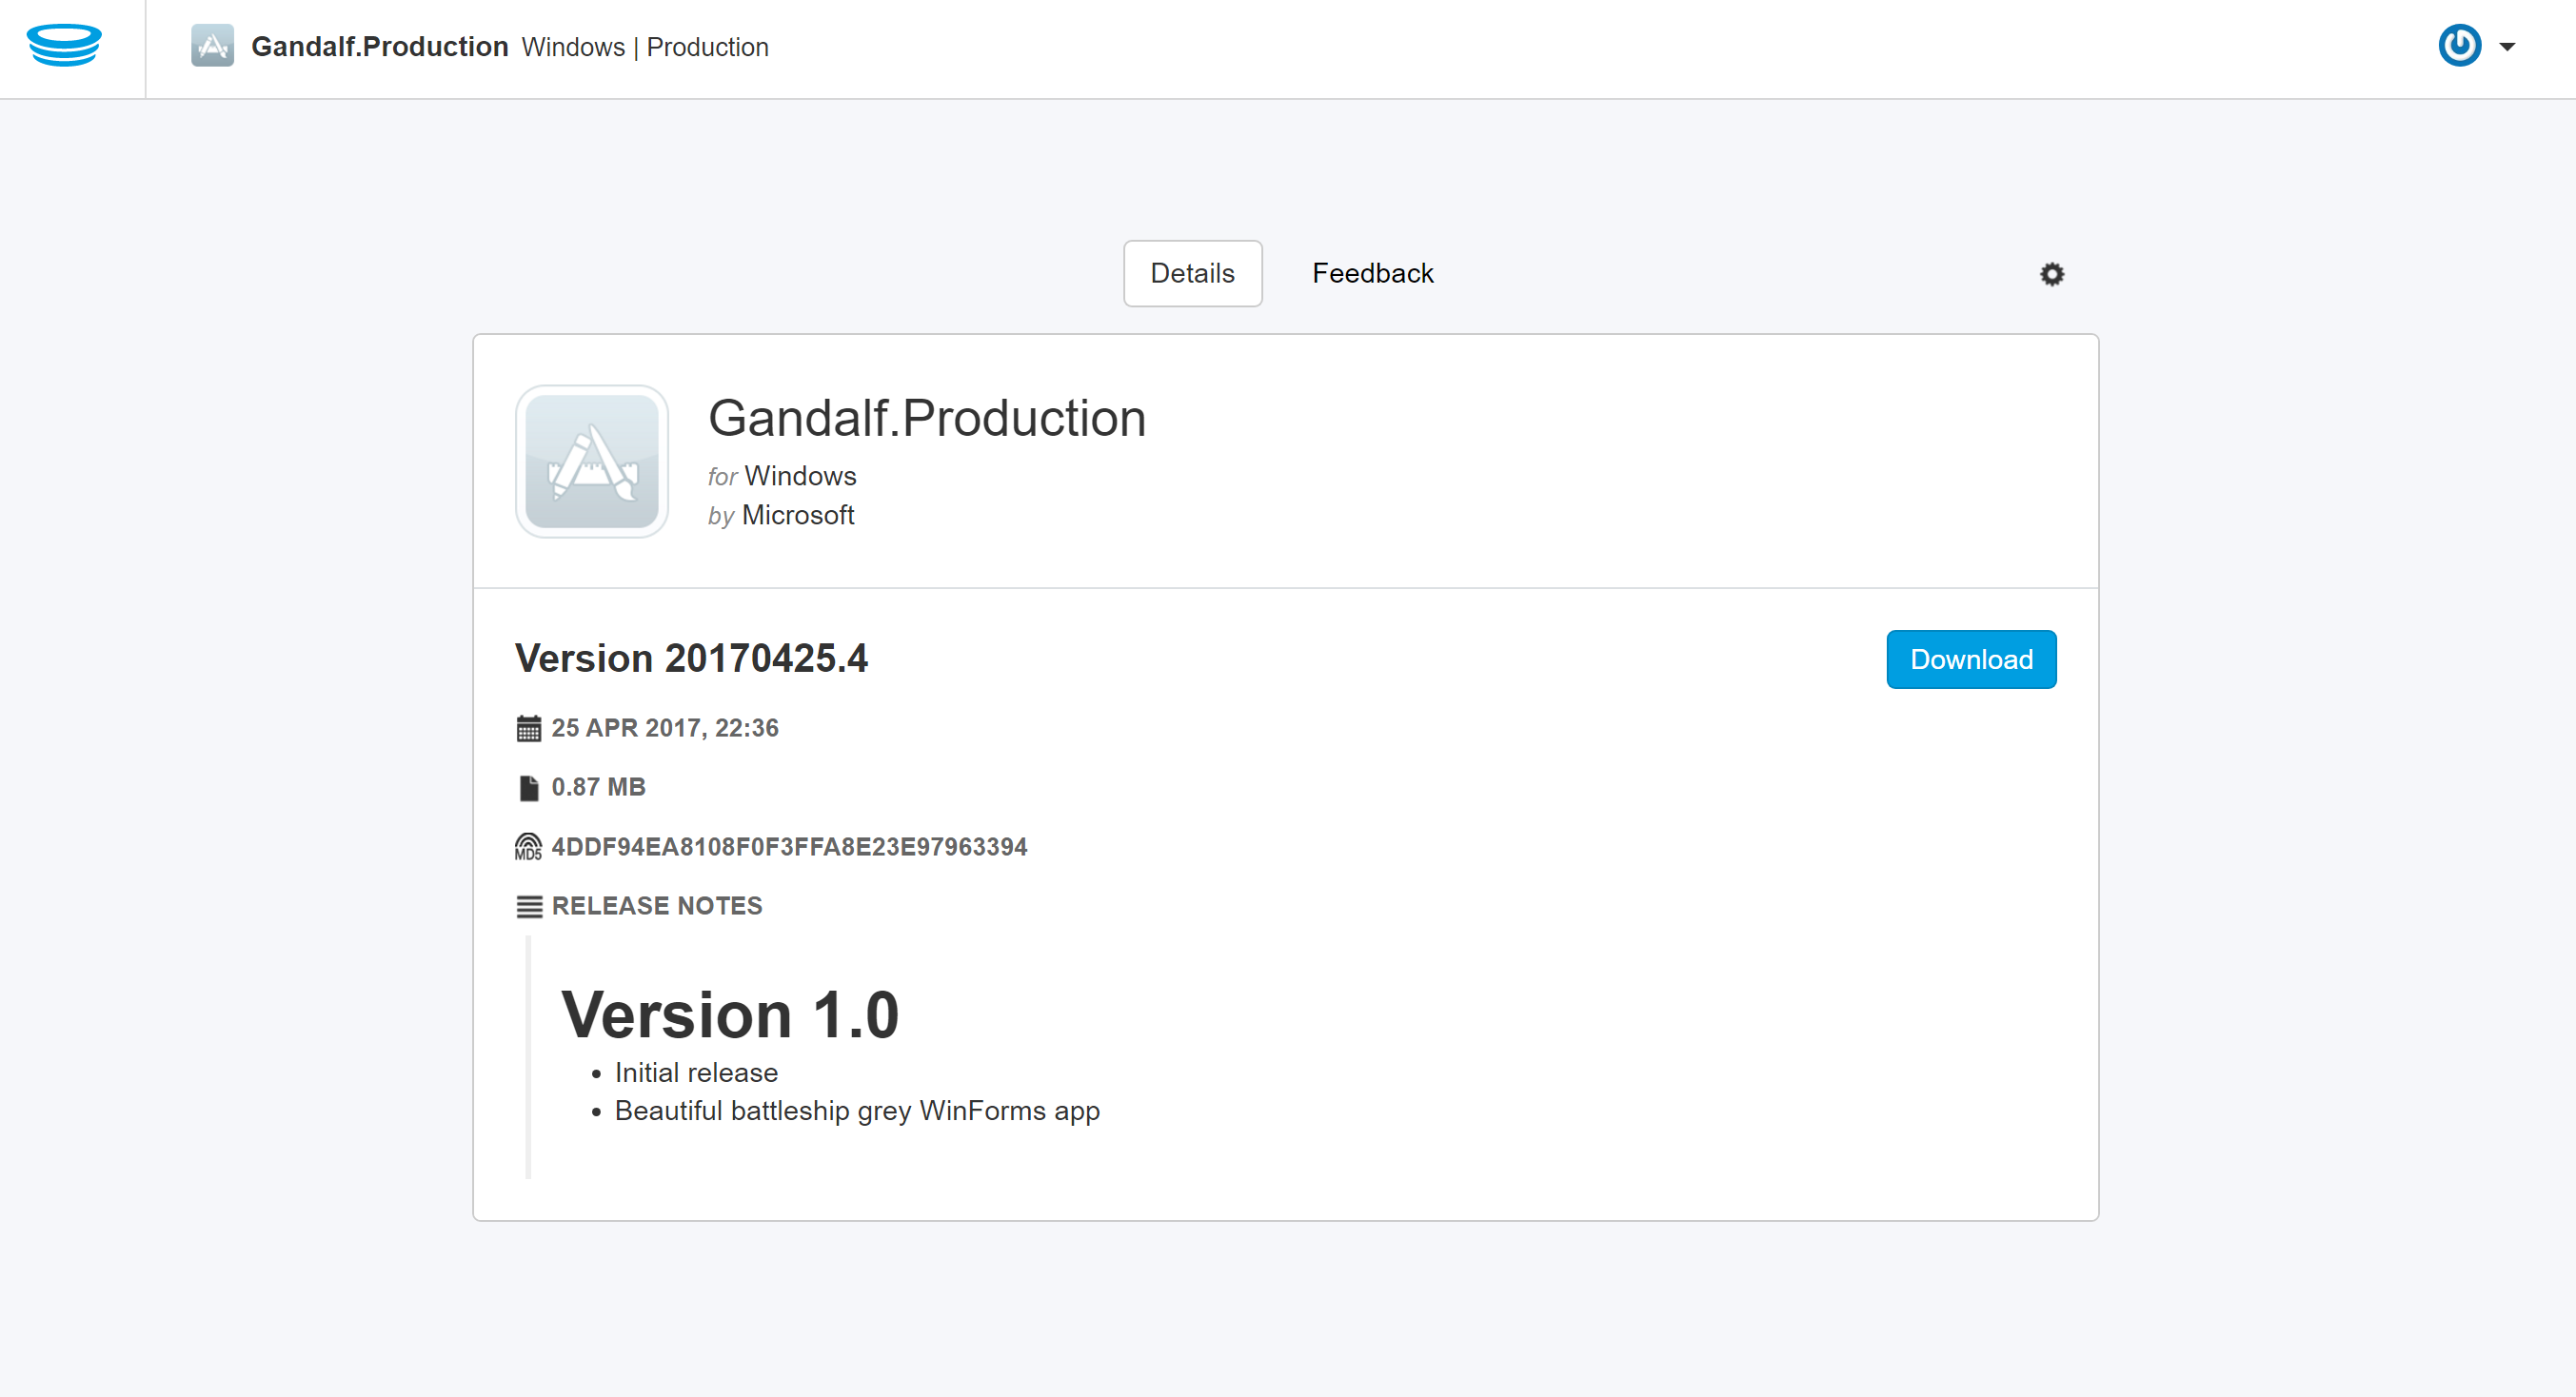 Gandalf.Production Windows | Production
Details Feedback
Gandalf.Production
for Windows
by Microsoft
Version 20170425.4 Download
25 APR 2017, 22:36
0.87 MB
MD5 4DDF94EA8108F0F3FFA8E23E97963394
RELEASE NOTES
Version 1.0
• Initial release
• Beautiful battleship grey WinForms app